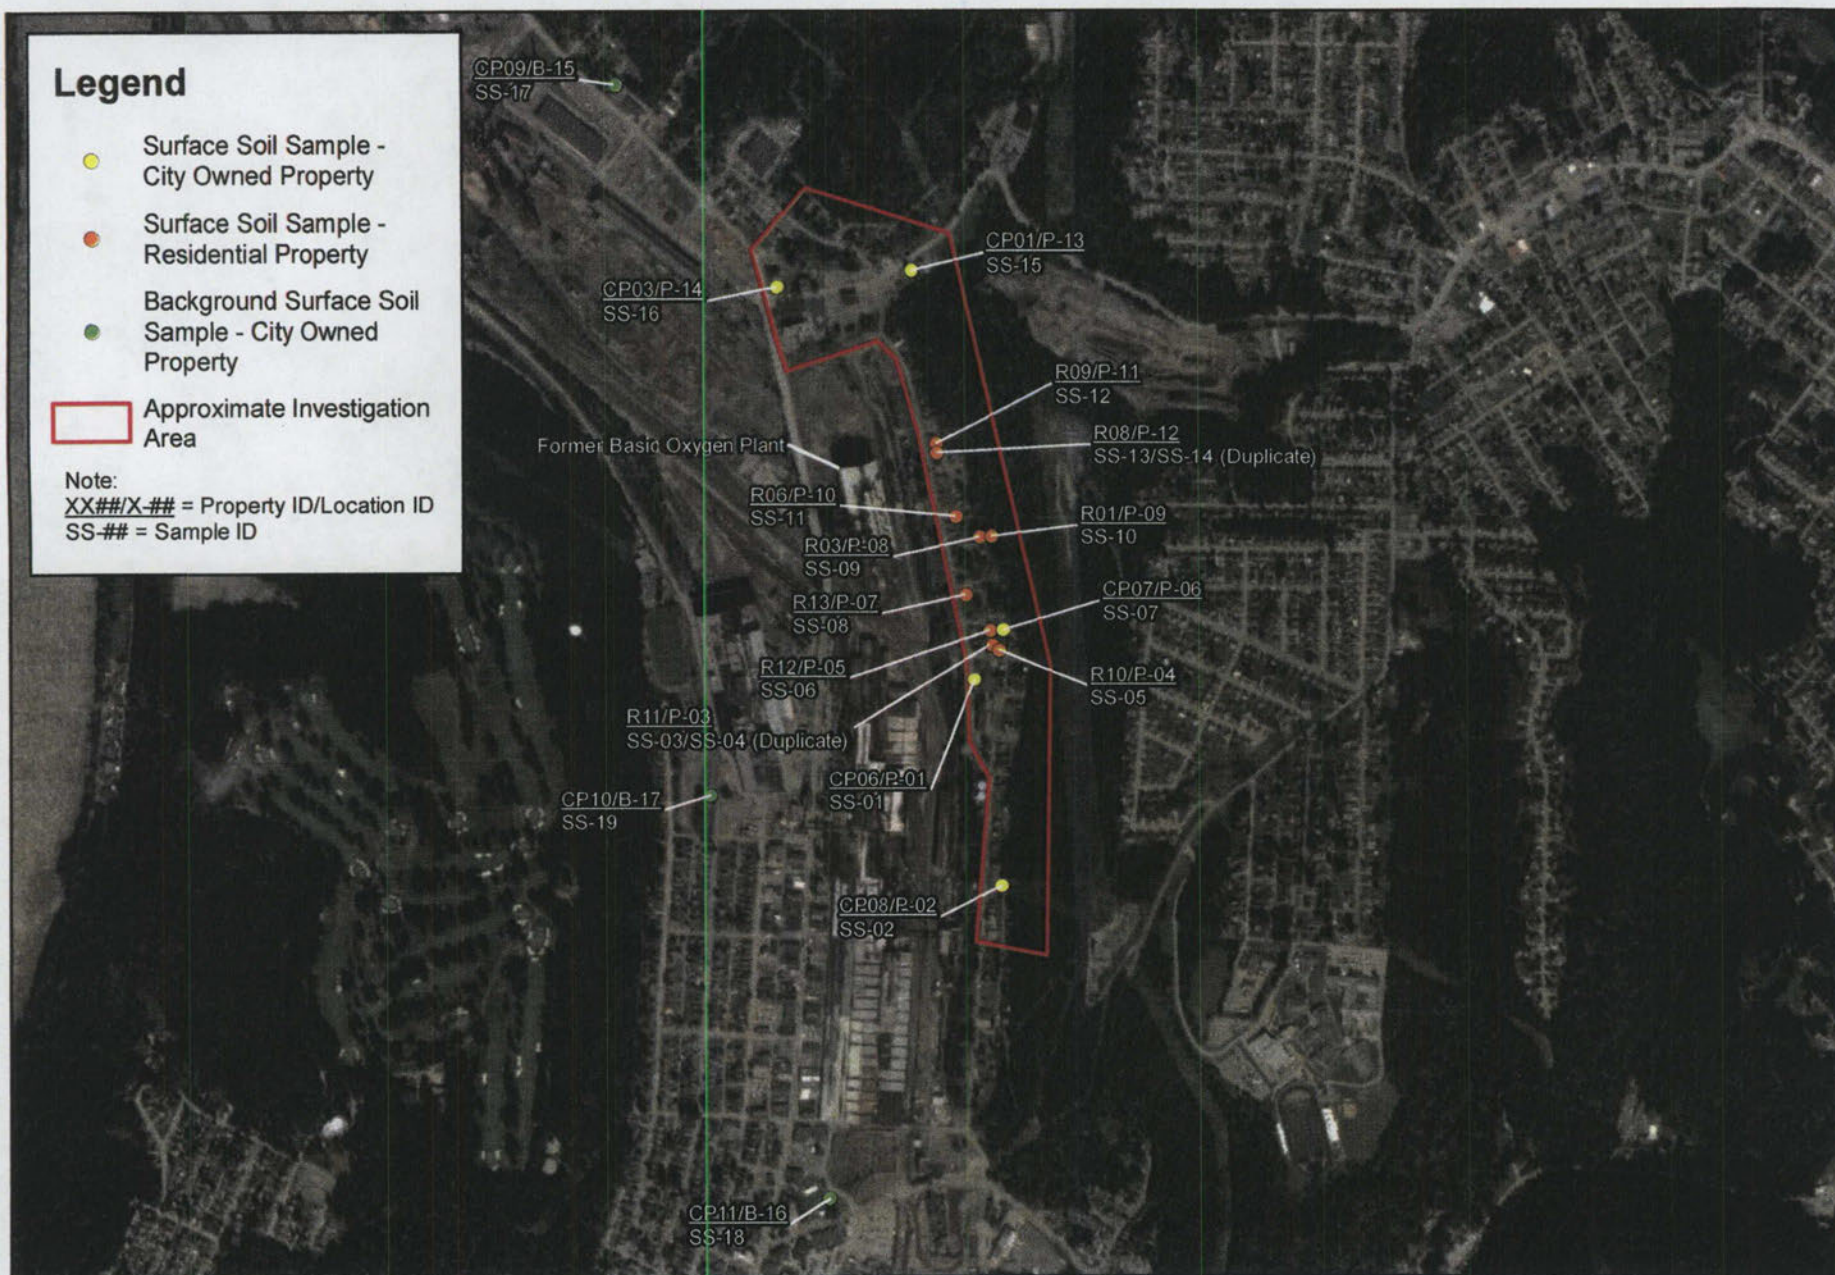 Legend
Surface Soil Sample -
City Owned Property
Surface Soil Sample -
Residential Property
Background Surface Soil
Sample - City Owned
Property
Approximate Investigation
Area
Note:
XX##/X-## = Property ID/Location ID
SS-## = Sample ID
CP09/B-15
SS-17
CP01/P-13
SS-15
CP03/P-14
SS-16
R09/P-11
SS-12
R08/P-12
SS-13/SS-14 (Duplicate)
Former Basic Oxygen Plant
R06/P-10
SS-11
R01/P-09
SS-10
R03/P-08
SS-09
R13/P-07
SS-08
CP07/P-06
SS-07
R12/P-05
SS-06
R10/P-04
SS-05
R11/P-03
SS-03/SS-04 (Duplicate)
CP06/P-01
SS-01
CP10/B-17
SS-19
CP08/P-02
SS-02
CP11/B-16
SS-18